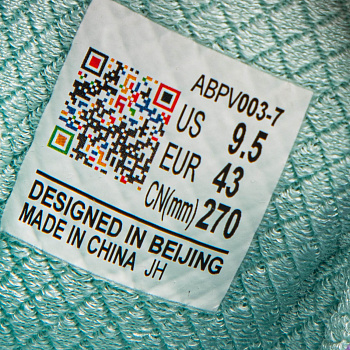 ABPV003-7
US 9.5
EUR 43
CN(mm) 270
DESIGNED IN BEIJING
MADE IN CHINA JH